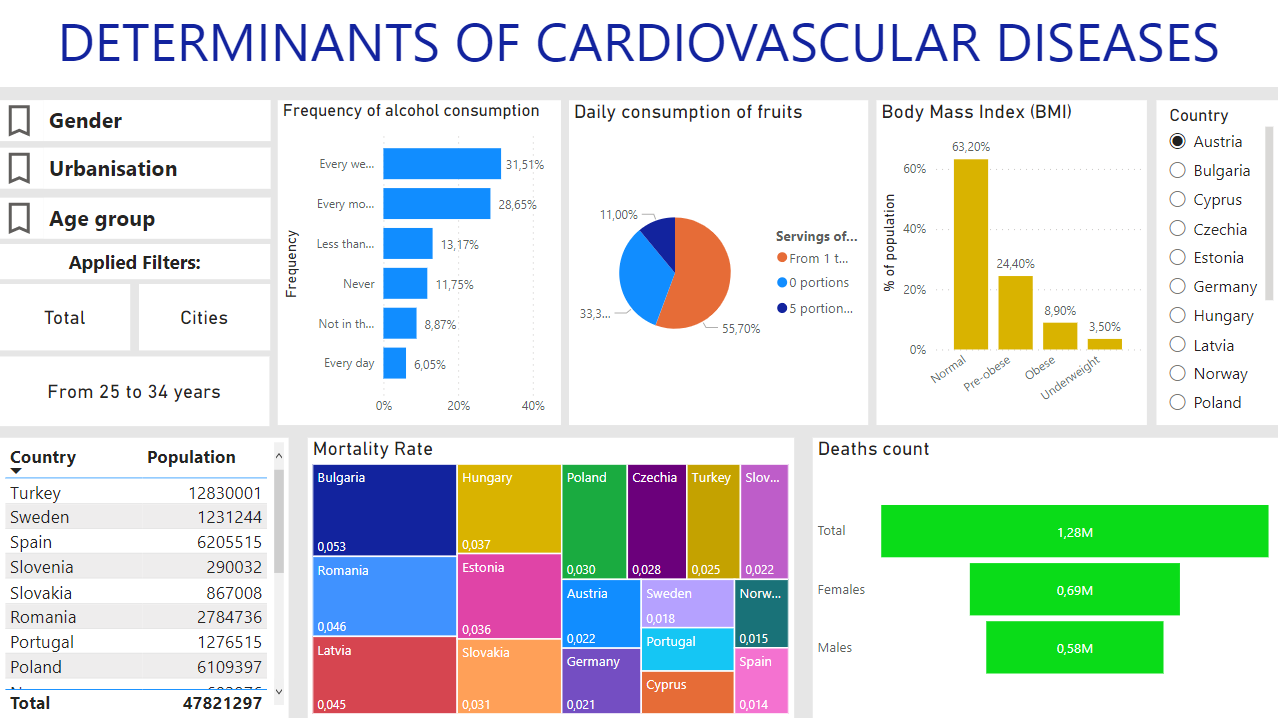 DETERMINANTS OF CARDIOVASCULAR DISEASES
Gender
Urbanisation
Age group
Applied Filters:
Total
Cities
From 25 to 34 years
Frequency of alcohol consumption
Frequency
Every we...
31,51%
Every mo...
28,65%
Less than...
13,17%
Never
11,75%
Not in th...
8,87%
Every day
6,05%
0%
20%
40%
Daily consumption of fruits
11,00%
33,3...
55,70%
Servings of...
From 1 t...
0 portions
5 portion...
Body Mass Index (BMI)
% of population
60%
40%
20%
0%
63,20%
24,40%
8,90%
3,50%
Normal
Pre-obese
Obese
Underweight
Country
Austria
Bulgaria
Cyprus
Czechia
Estonia
Germany
Hungary
Latvia
Norway
Poland
Country Population
Turkey 12830001
Sweden 1231244
Spain 6205515
Slovenia 290032
Slovakia 867008
Romania 2784736
Portugal 1276515
Poland 6109397
Total 47821297
Mortality Rate
Bulgaria
0,053
Romania
0,046
Latvia
0,045
Hungary
0,037
Estonia
0,036
Slovakia
0,031
Poland
0,030
Czechia
0,028
Turkey
0,025
Slov...
0,022
Austria
0,022
Germany
0,021
Sweden
0,018
Portugal
Cyprus
Norw...
0,015
Spain
0,014
Deaths count
Total
1,28M
Females
0,69M
Males
0,58M